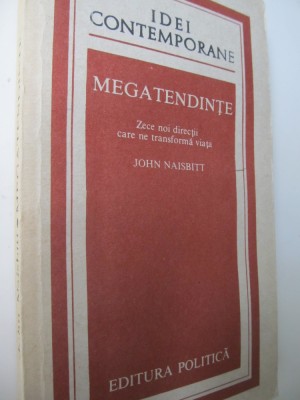 IDEI
CONTEMPORANE
MEGATENDINȚE
Zece noi direcții
care ne transformă viața
JOHN NAISBITT
EDITURA POLITICĂ